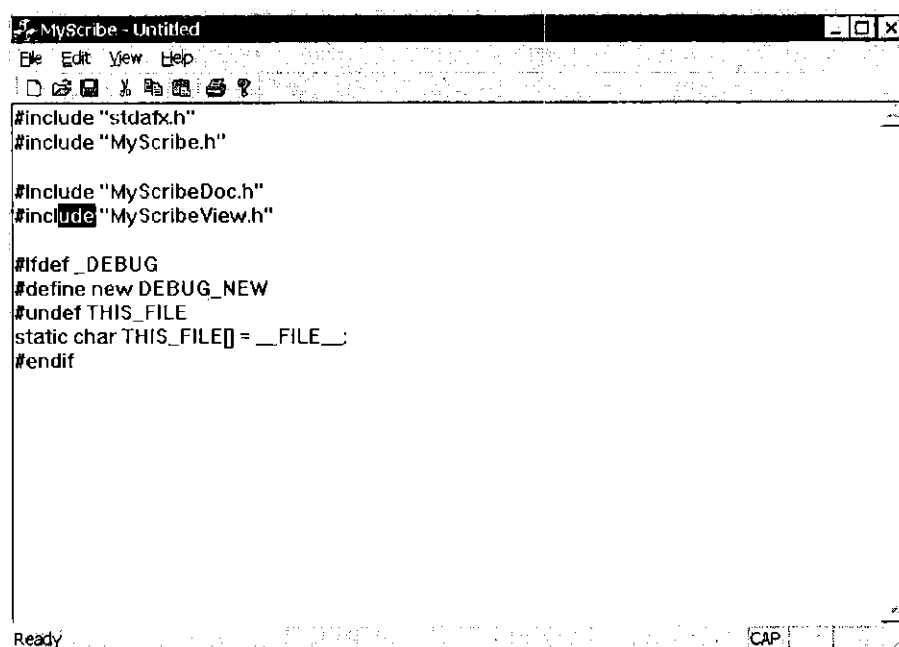 MyScribe - Untitled
File Edit View Help
#include "stdafx.h"
#include "MyScribe.h"
#include "MyScribeDoc.h"
#include "MyScribeView.h"
#ifdef _DEBUG
#define new DEBUG_NEW
#undef THIS_FILE
static char THIS_FILE[] = __FILE__;
#endif
Ready CAP